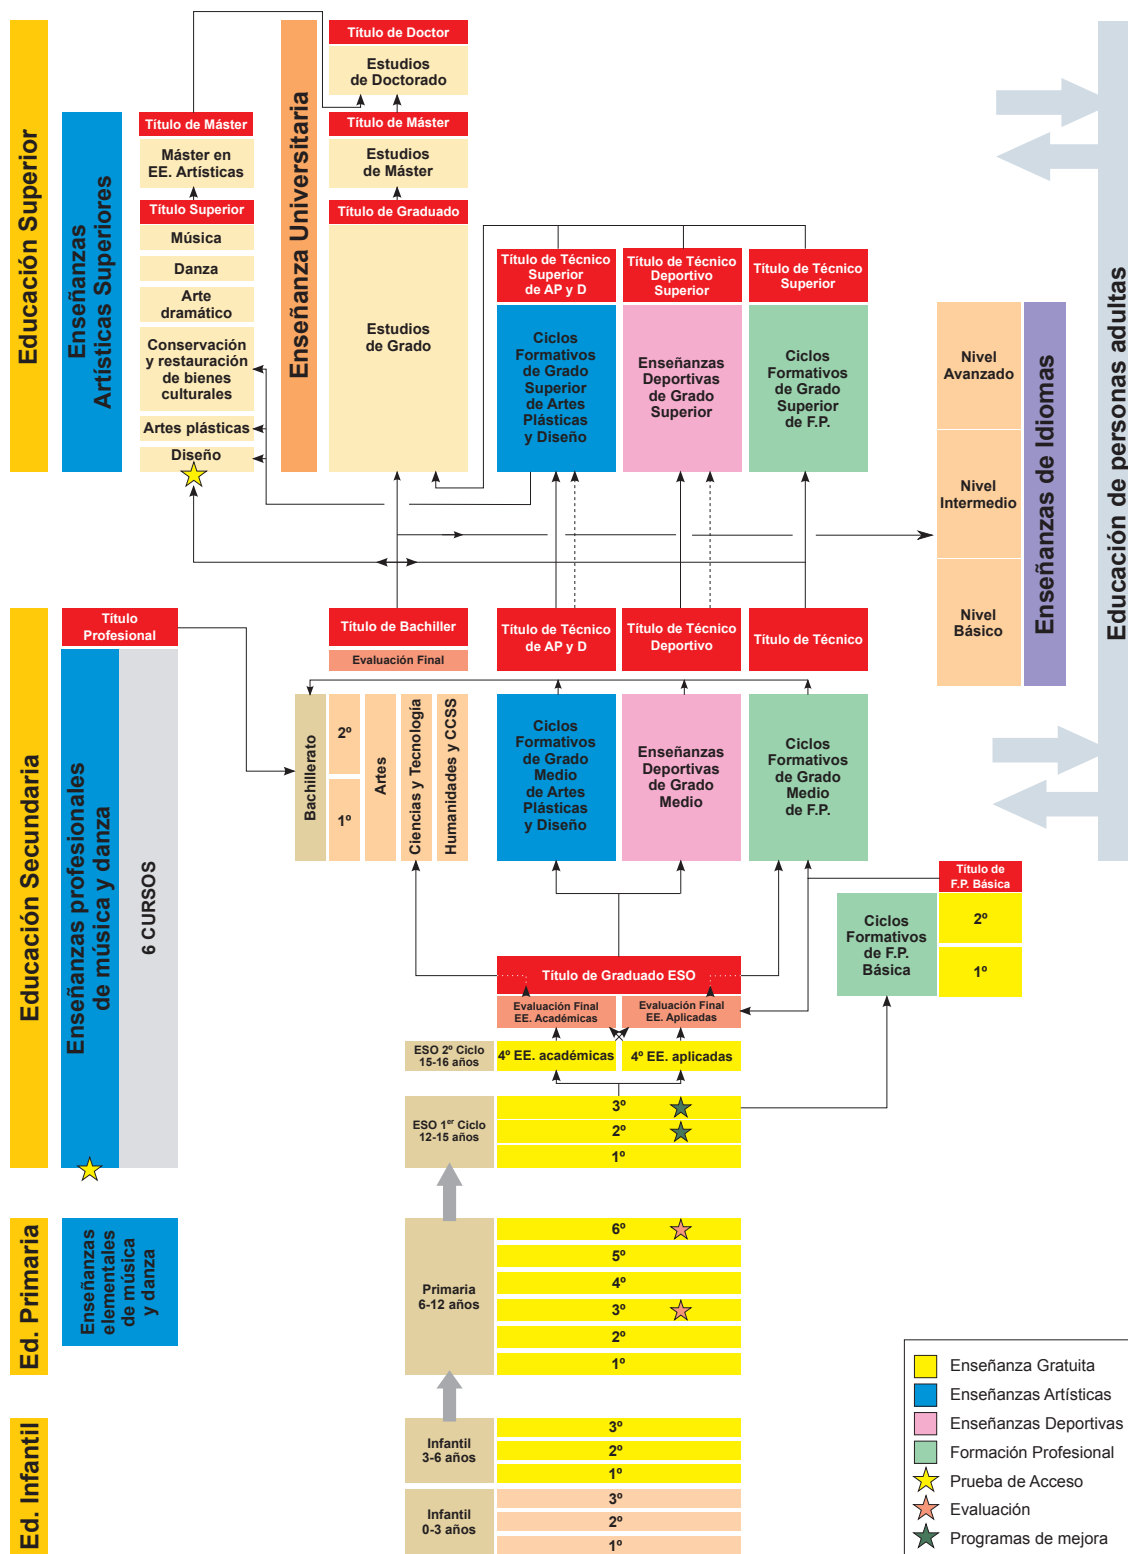 Educación Superior
Enseñanzas
Artísticas Superiores
Título de Máster
Máster en
EE. Artísticas
Título Superior
Música
Danza
Arte
dramático
Conservación
y restauración
de bienes
culturales
Artes plásticas
Diseño
Enseñanza Universitaria
Título de Doctor
Estudios
de Doctorado
Título de Máster
Estudios
de Máster
Título de Graduado
Estudios
de Grado
Título de Técnico
Superior
de AP y D
Ciclos
Formativos
de Grado
Superior
de Artes
Plásticas
y Diseño
Título de Técnico
Deportivo
Superior
Enseñanzas
Deportivas
de Grado
Superior
Título de Técnico
Superior
Ciclos
Formativos
de Grado
Superior
de F.P.
Nivel
Avanzado
Nivel
Intermedio
Nivel
Básico
Enseñanzas de Idiomas
Educación de personas adultas
Educación Secundaria
Título
Profesional
Enseñanzas profesionales
de música y danza
6 CURSOS
Título de Bachiller
Evaluación Final
Bachillerato
2º
1º
Artes
Ciencias y Tecnología
Humanidades y CCSS
Título de Técnico
de AP y D
Ciclos
Formativos
de Grado
Medio
de Artes
Plásticas
y Diseño
Título de Técnico
Deportivo
Enseñanzas
Deportivas
de Grado
Medio
Título de Técnico
Ciclos
Formativos
de Grado
Medio
de F.P.
Título de
F.P. Básica
Ciclos
Formativos
de F.P.
Básica
2º
1º
Título de Graduado ESO
Evaluación Final
EE. Académicas
Evaluación Final
EE. Aplicadas
ESO 2º Ciclo
15-16 años
4º EE. académicas
4º EE. aplicadas
ESO 1er Ciclo
12-15 años
3º
2º
1º
Ed. Primaria
Enseñanzas
elementales
de música
y danza
Primaria
6-12 años
6º
5º
4º
3º
2º
1º
Ed. Infantil
Infantil
3-6 años
3º
2º
1º
Infantil
0-3 años
3º
2º
1º
Enseñanza Gratuita
Enseñanzas Artísticas
Enseñanzas Deportivas
Formación Profesional
Prueba de Acceso
Evaluación
Programas de mejora